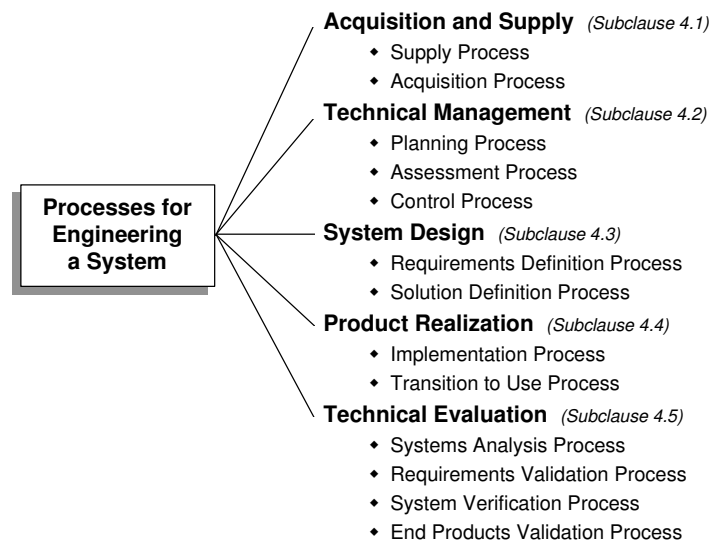 Acquisition and Supply (Subclause 4.1)
◆ Supply Process
◆ Acquisition Process
Technical Management (Subclause 4.2)
◆ Planning Process
◆ Assessment Process
◆ Control Process
Processes for
Engineering
a System
System Design (Subclause 4.3)
◆ Requirements Definition Process
◆ Solution Definition Process
Product Realization (Subclause 4.4)
◆ Implementation Process
◆ Transition to Use Process
Technical Evaluation (Subclause 4.5)
◆ Systems Analysis Process
◆ Requirements Validation Process
◆ System Verification Process
◆ End Products Validation Process